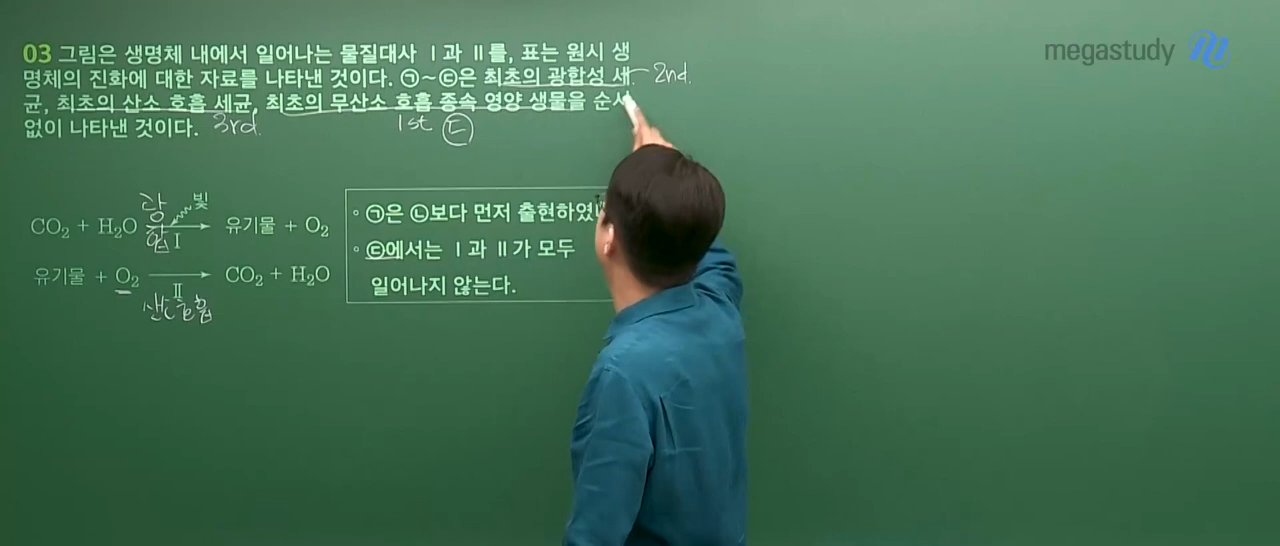 megastudy
03 그림은 생명체 내에서 일어나는 물질대사 Ⅰ과 Ⅱ를, 표는 원시 생
명체의 진화에 대한 자료를 나타낸 것이다. ㉠~㉢은 최초의 광합성 세 2nd.
균, 최초의 산소 호흡 세균, 최초의 무산소 호흡 종속 영양 생물을 순서
없이 나타낸 것이다. 3rd. 1st ㉢
광합 빛
CO₂ + H₂O Ⅰ 유기물 + O₂
유기물 + O₂ Ⅱ CO₂ + H₂O
산소호흡
◦ ㉠은 ㉡보다 먼저 출현하였
◦ ㉢에서는 Ⅰ과 Ⅱ가 모두
일어나지 않는다.